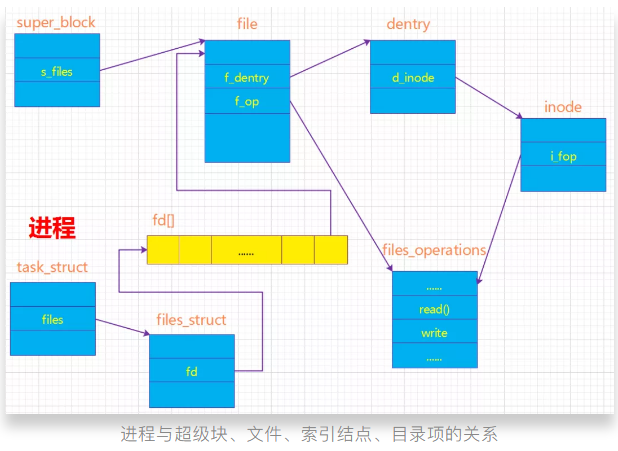 super_block
file
dentry
s_files
f_dentry
d_inode
f_op
inode
i_fop
进程
fd[]
......
files_operations
task_struct
......
files
files_struct
read()
write
fd
......
进程与超级块、文件、索引结点、目录项的关系